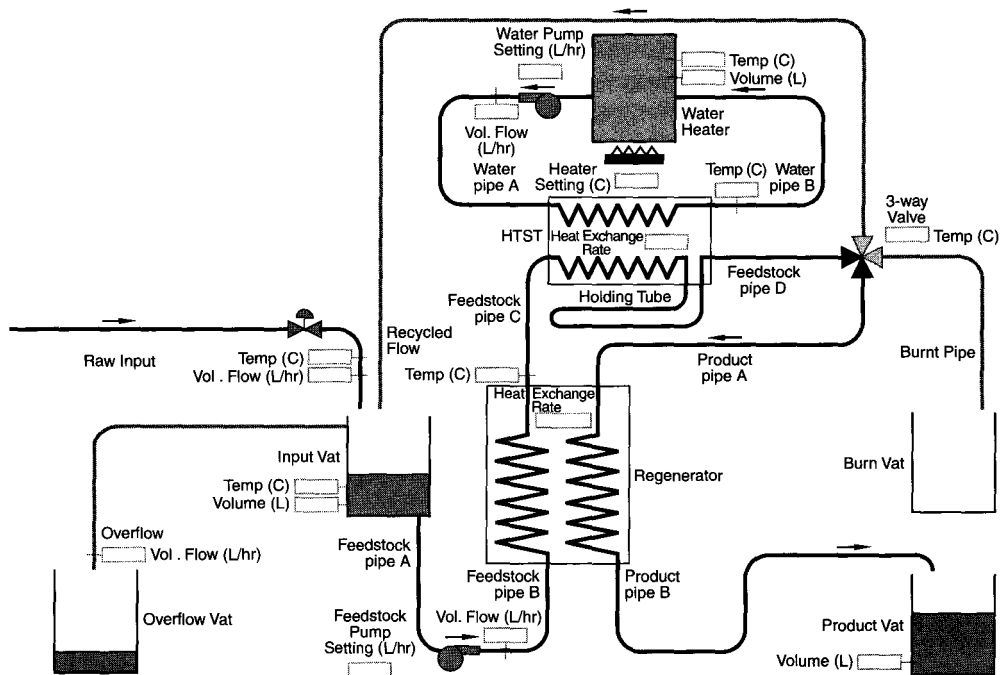 Water Pump
Setting (L/hr)
Temp (C)
Volume (L)
Water
Heater
Vol. Flow
(L/hr)
Water
pipe A
Heater
Setting (C)
Temp (C)
Water
pipe B
3-way
Valve
Temp (C)
HTST
Heat Exchange
Rate
Feedstock
pipe D
Holding Tube
Feedstock
pipe C
Raw Input
Temp (C)
Vol . Flow (L/hr)
Recycled
Flow
Product
pipe A
Burnt Pipe
Temp (C)
Heat Exchange
Rate
Input Vat
Regenerator
Burn Vat
Temp (C)
Volume (L)
Overflow
Vol . Flow (L/hr)
Feedstock
pipe A
Feedstock
pipe B
Product
pipe B
Overflow Vat
Feedstock
Pump
Setting (L/hr)
Vol. Flow (L/hr)
Product Vat
Volume (L)